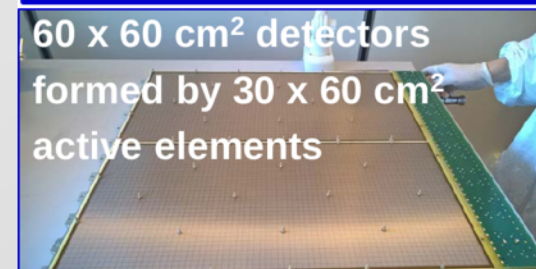 60 x 60 cm² detectors
formed by 30 x 60 cm²
active elements